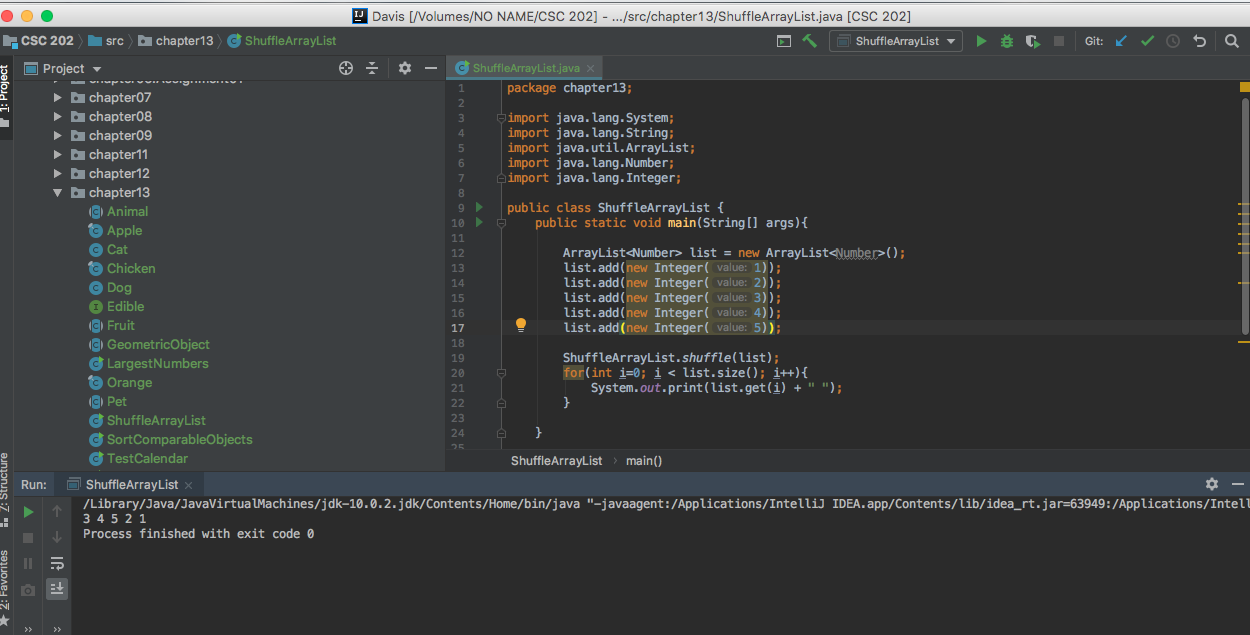 Davis [/Volumes/NO NAME/CSC 202] - .../src/chapter13/ShuffleArrayList.java [CSC 202]
CSC 202 src chapter13 ShuffleArrayList
ShuffleArrayList Git:
1: Project
Project
chapter07
chapter08
chapter09
chapter11
chapter12
chapter13
Animal
Apple
Cat
Chicken
Dog
Edible
Fruit
GeometricObject
LargestNumbers
Orange
Pet
ShuffleArrayList
SortComparableObjects
TestCalendar
ShuffleArrayList.java
1 package chapter13;
2
3 import java.lang.System;
4 import java.lang.String;
5 import java.util.ArrayList;
6 import java.lang.Number;
7 import java.lang.Integer;
8
9 public class ShuffleArrayList {
10 public static void main(String[] args){
11
12 ArrayList<Number> list = new ArrayList<Number>();
13 list.add(new Integer( value: 1));
14 list.add(new Integer( value: 2));
15 list.add(new Integer( value: 3));
16 list.add(new Integer( value: 4));
17 list.add(new Integer( value: 5));
18
19 ShuffleArrayList.shuffle(list);
20 for(int i=0; i < list.size(); i++){
21 System.out.print(list.get(i) + " ");
22 }
23
24 }
25
ShuffleArrayList main()
Run: ShuffleArrayList
/Library/Java/JavaVirtualMachines/jdk-10.0.2.jdk/Contents/Home/bin/java "-javaagent:/Applications/IntelliJ IDEA.app/Contents/lib/idea_rt.jar=63949:/Applications/Intell
3 4 5 2 1
Process finished with exit code 0
Z: Structure
2: Favorites